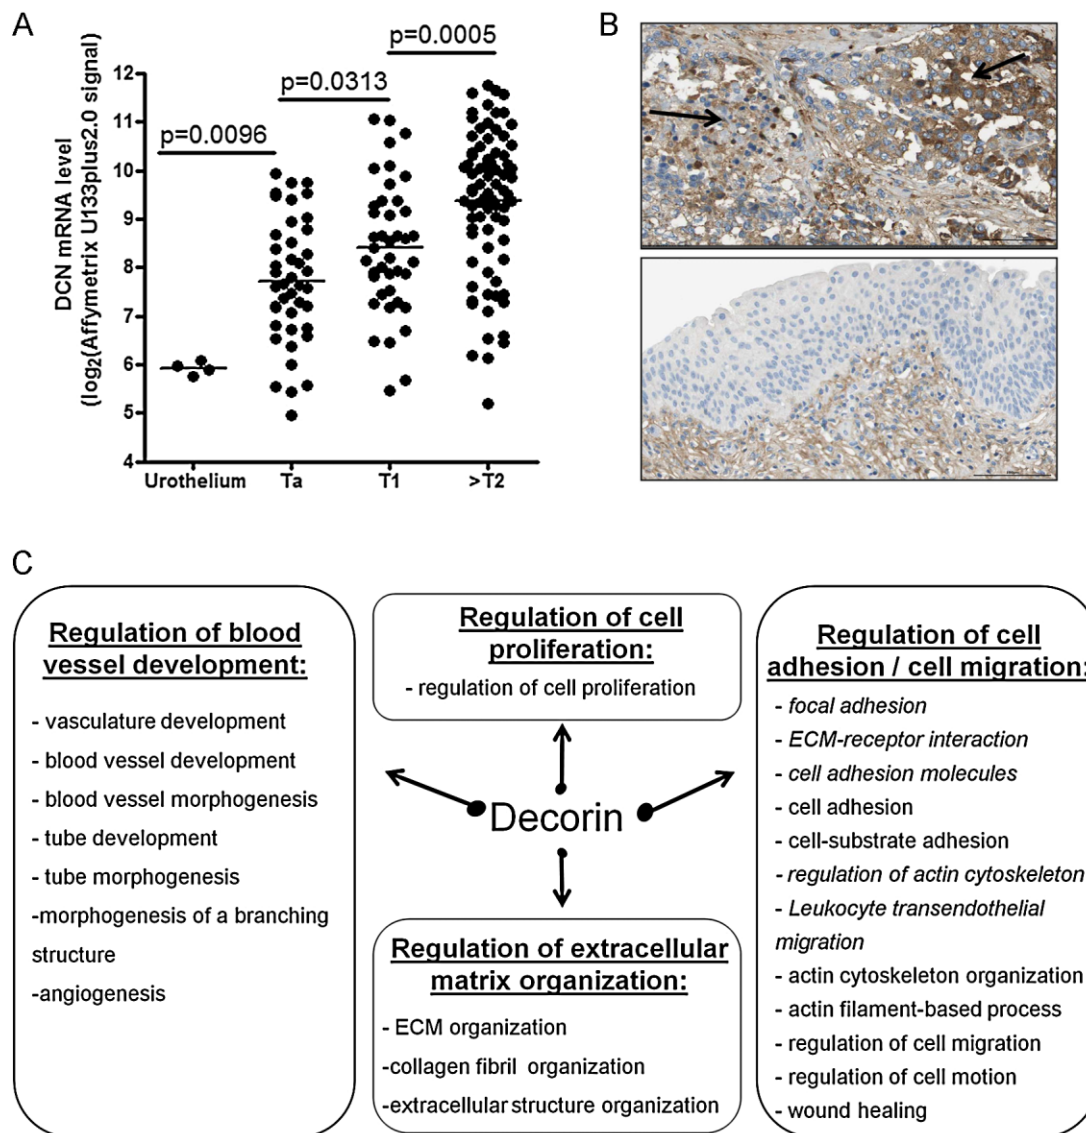 A
p=0.0005
p=0.0313
p=0.0096
DCN mRNA level
(log2(Affymetrix U133plus2.0 signal)
12
11
10
9
8
7
6
5
4
Urothelium Ta T1 >T2
B
C
Regulation of blood
vessel development:
- vasculature development
- blood vessel development
- blood vessel morphogenesis
- tube development
- tube morphogenesis
-morphogenesis of a branching
structure
-angiogenesis
Regulation of cell
proliferation:
- regulation of cell proliferation
Decorin
Regulation of extracellular
matrix organization:
- ECM organization
-collagen fibril organization
-extracellular structure organization
Regulation of cell
adhesion / cell migration:
- focal adhesion
- ECM-receptor interaction
- cell adhesion molecules
- cell adhesion
- cell-substrate adhesion
- regulation of actin cytoskeleton
- Leukocyte transendothelial
migration
- actin cytoskeleton organization
- actin filament-based process
- regulation of cell migration
- regulation of cell motion
- wound healing